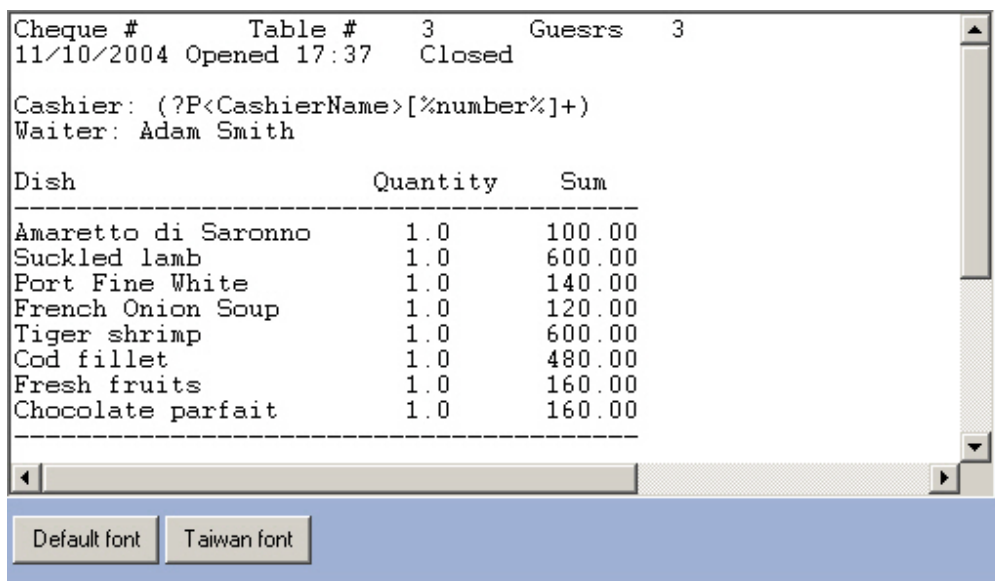 Cheque #       Table #    3      Guesrs   3
11/10/2004 Opened 17:37   Closed
Cashier: (?P<CashierName>[%number%]+)
Waiter: Adam Smith
Dish                   Quantity    Sum
----------------------------------------
Amaretto di Saronno      1.0      100.00
Suckled lamb             1.0      600.00
Port Fine White          1.0      140.00
French Onion Soup        1.0      120.00
Tiger shrimp             1.0      600.00
Cod fillet               1.0      480.00
Fresh fruits             1.0      160.00
Chocolate parfait        1.0      160.00
----------------------------------------
Default font   Taiwan font